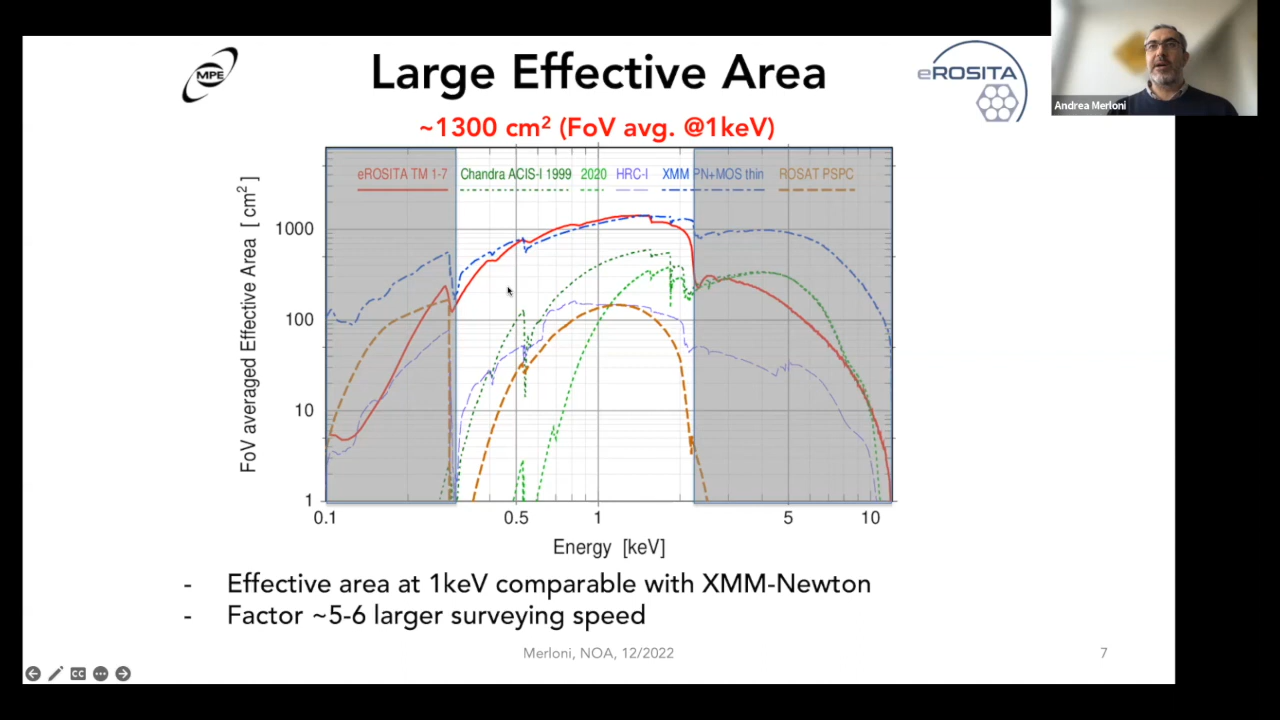 MPE
Large Effective Area
eROSITA
Andrea Merloni
~1300 cm² (FoV avg. @1keV)
eROSITA TM 1-7 Chandra ACIS-I 1999 2020 HRC-I XMM PN+MOS thin ROSAT PSPC
FoV averaged Effective Area [ cm² ]
1000
100
10
1
0.1 0.5 1 5 10
Energy [keV]
- Effective area at 1keV comparable with XMM-Newton
- Factor ~5-6 larger surveying speed
Merloni, NOA, 12/2022
7
CC